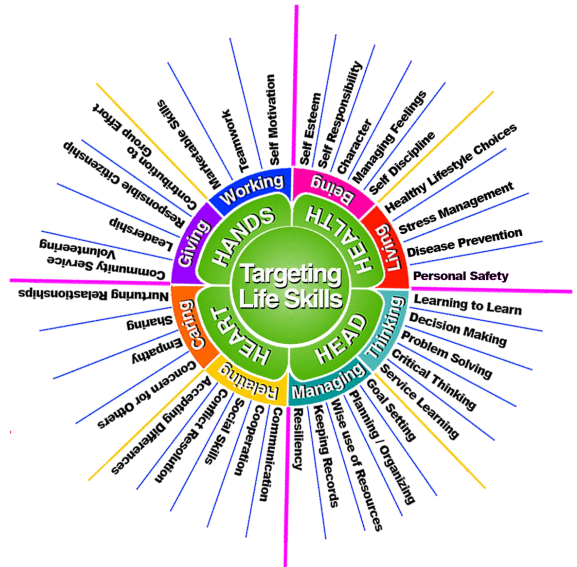 Targeting
Life Skills
HEALTH
Being
Self Esteem
Self Responsibility
Character
Managing Feelings
Self Discipline
Living
Healthy Lifestyle Choices
Stress Management
Disease Prevention
Personal Safety
HEAD
Thinking
Learning to Learn
Decision Making
Problem Solving
Critical Thinking
Service Learning
Managing
Goal Setting
Planning / Organizing
Wise use of Resources
Keeping Records
Resiliency
HEART
Relating
Communication
Cooperation
Social Skills
Conflict Resolution
Accepting Differences
Caring
Concern for Others
Empathy
Sharing
Nurturing Relationships
HANDS
Giving
Community Service
Volunteering
Leadership
Responsible Citizenship
Contribution to
Group Effort
Working
Marketable Skills
Teamwork
Self Motivation